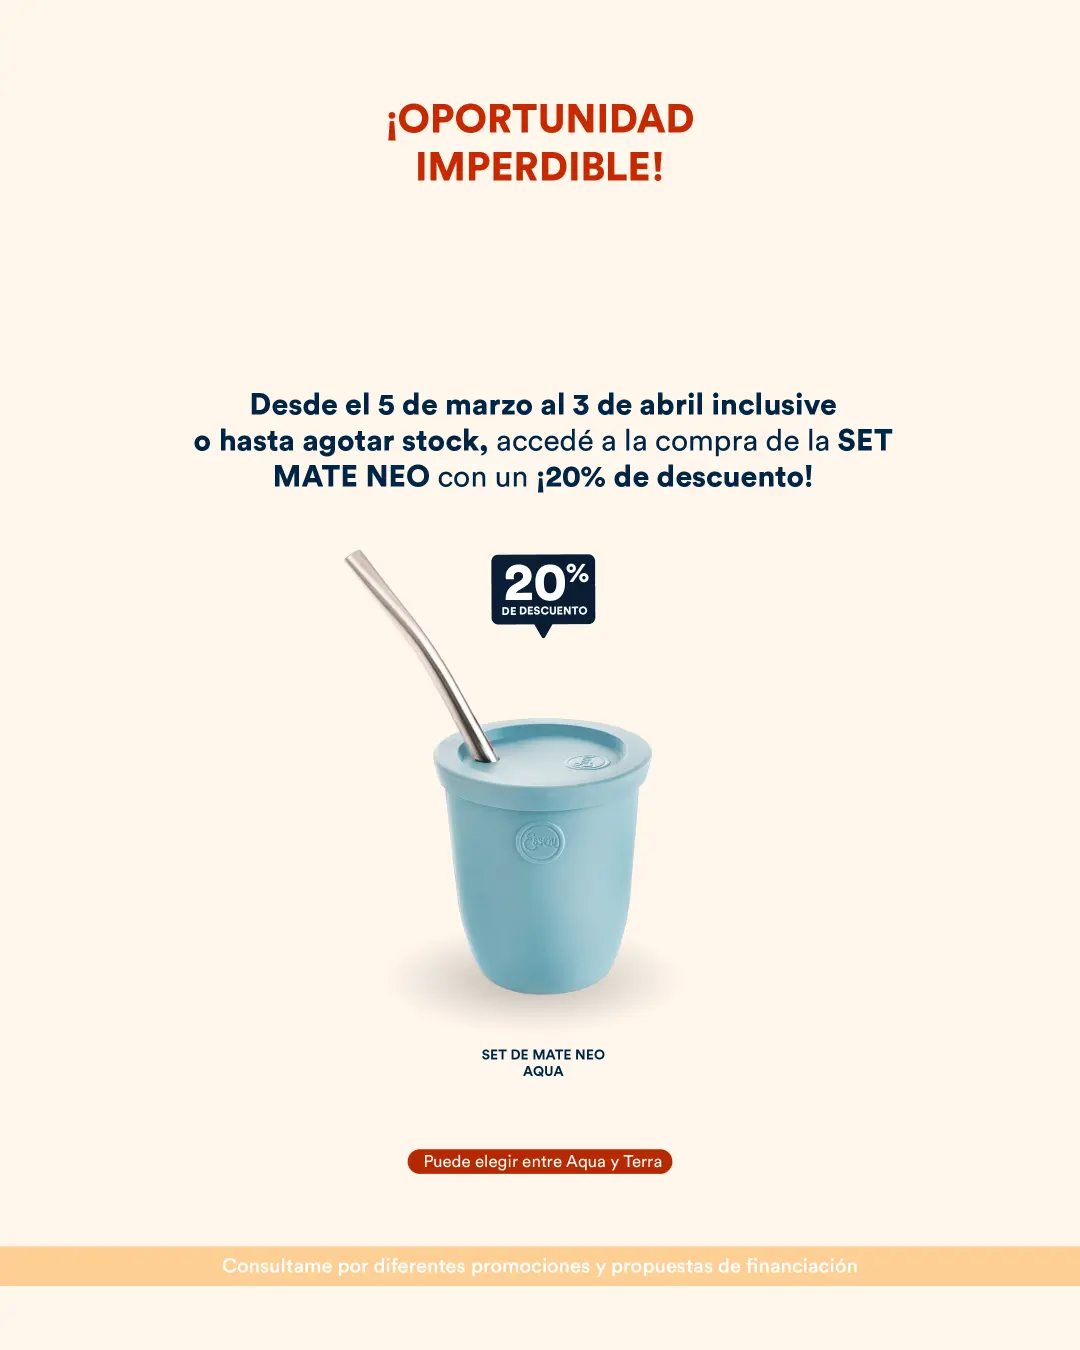 ¡OPORTUNIDAD
IMPERDIBLE!
Desde el 5 de marzo al 3 de abril inclusive
o hasta agotar stock, accedé a la compra de la SET
MATE NEO con un ¡20% de descuento!
20%
DE DESCUENTO
Essen
SET DE MATE NEO
AQUA
Puede elegir entre Aqua y Terra
Consultame por diferentes promociones y propuestas de financiación